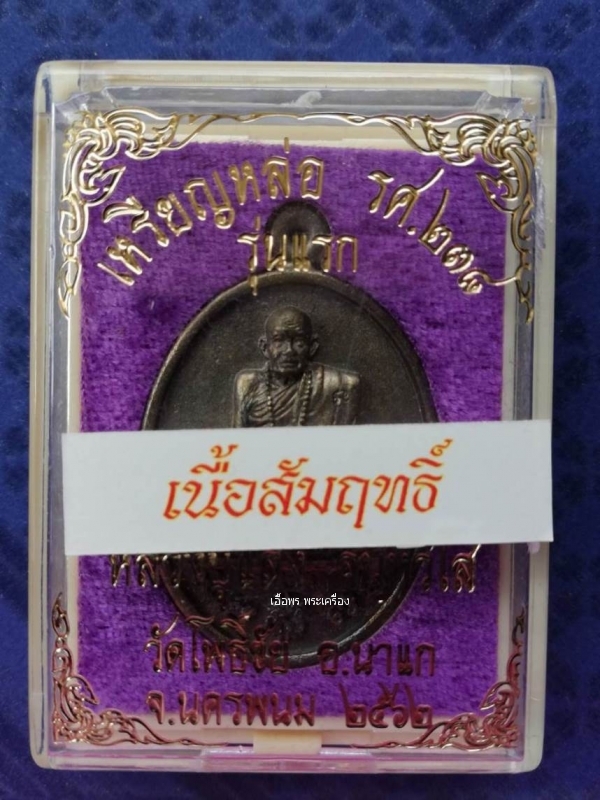 เหรียญหล่อ รศ.๒๓๘
รุ่นแรก
เนื้อสัมฤทธิ์
เอื้อพร พระเครื่อง
วัดโพธิ์ชัย อ.นาแก
จ.นครพนม ๒๕๖๒